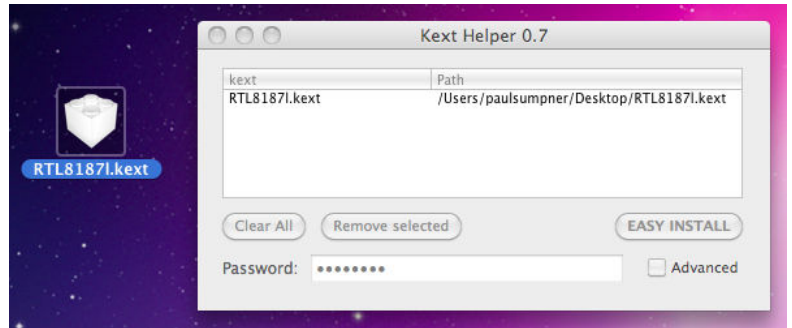 Kext Helper 0.7
kext Path
RTL8187l.kext /Users/paulsumpner/Desktop/RTL8187l.kext
RTL8187l.kext
Clear All Remove selected EASY INSTALL
Password: •••••••• Advanced